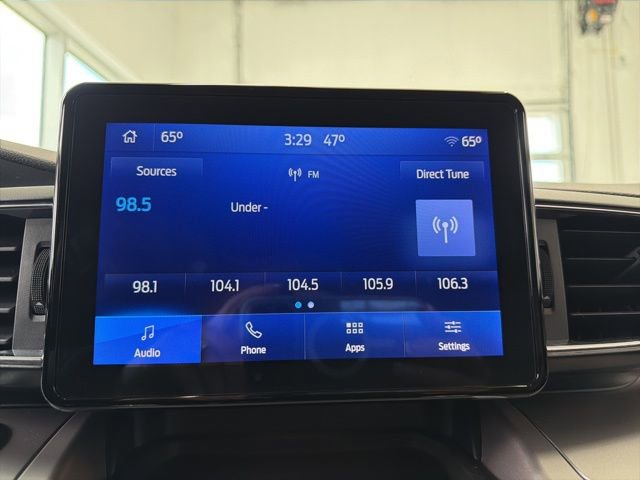 65° 3:29 47° 65°
Sources FM Direct Tune
98.5 Under -
98.1 104.1 104.5 105.9 106.3
Audio Phone Apps Settings